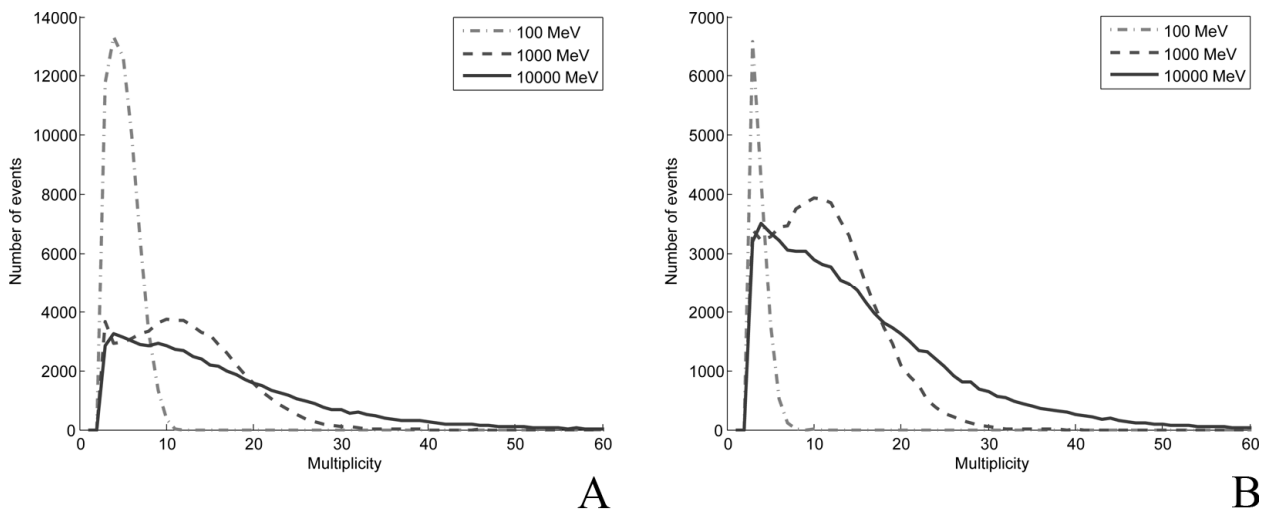 14000
12000
10000
8000
6000
4000
2000
0
Number of events
0 10 20 30 40 50 60
Multiplicity
100 MeV
1000 MeV
10000 MeV
A
7000
6000
5000
4000
3000
2000
1000
0
Number of events
0 10 20 30 40 50 60
Multiplicity
100 MeV
1000 MeV
10000 MeV
B